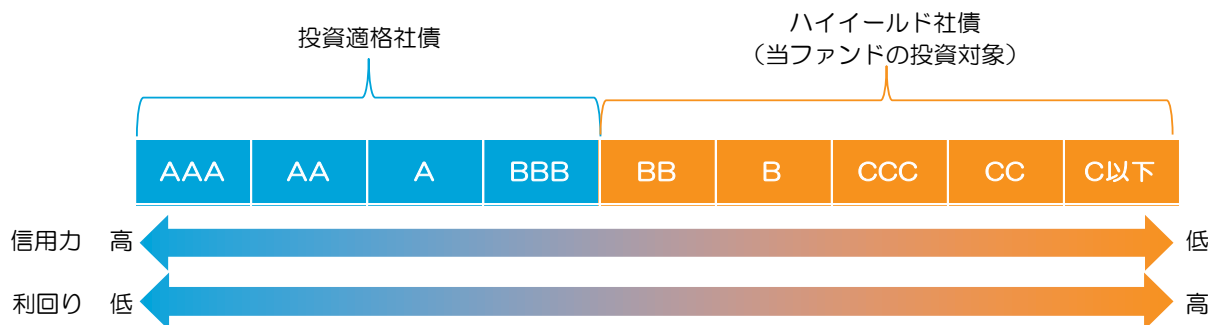 投資適格社債
ハイイールド社債
（当ファンドの投資対象）
AAA AA A BBB BB B CCC CC C以下
信用力 高 低
利回り 低 高